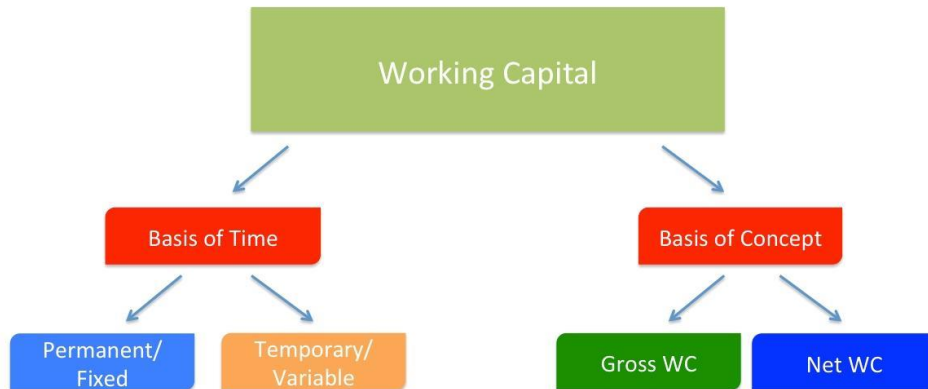 Working Capital
Basis of Time
Basis of Concept
Permanent/
Fixed
Temporary/
Variable
Gross WC
Net WC